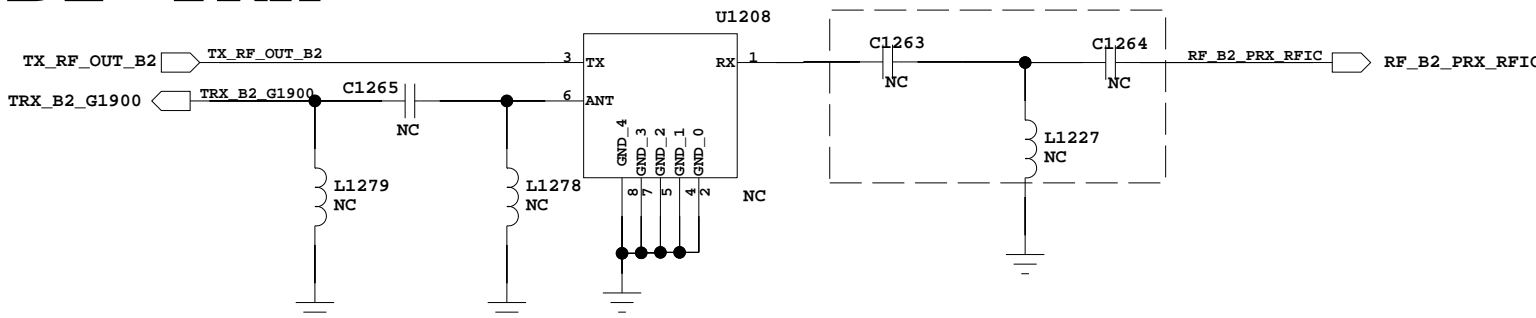 U1208
C1263
C1264
TX_RF_OUT_B2 TX_RF_OUT_B2 3 TX RX 1 RF_B2_PRX_RFIC RF_B2_PRX_RFIC
NC
NC
TRX_B2_G1900 TRX_B2_G1900 C1265 6 ANT
NC
GND_4
GND_3
GND_2
GND_1
GND_0
L1227
NC
L1279
NC
L1278
NC
8
7
5
4
2
NC